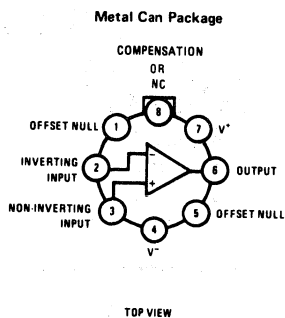 Metal Can Package
COMPENSATION
OR
NC
8
OFFSET NULL
1
7
V+
INVERTING
INPUT
2
-
6
OUTPUT
NON-INVERTING
INPUT
3
+
5
OFFSET NULL
4
V-
TOP VIEW